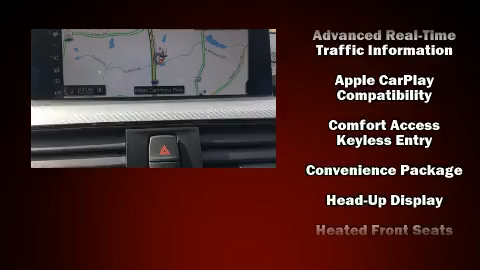 Advanced Real-Time
Traffic Information
Apple CarPlay
Compatibility
Comfort Access
Keyless Entry
Convenience Package
Head-Up Display
Heated Front Seats